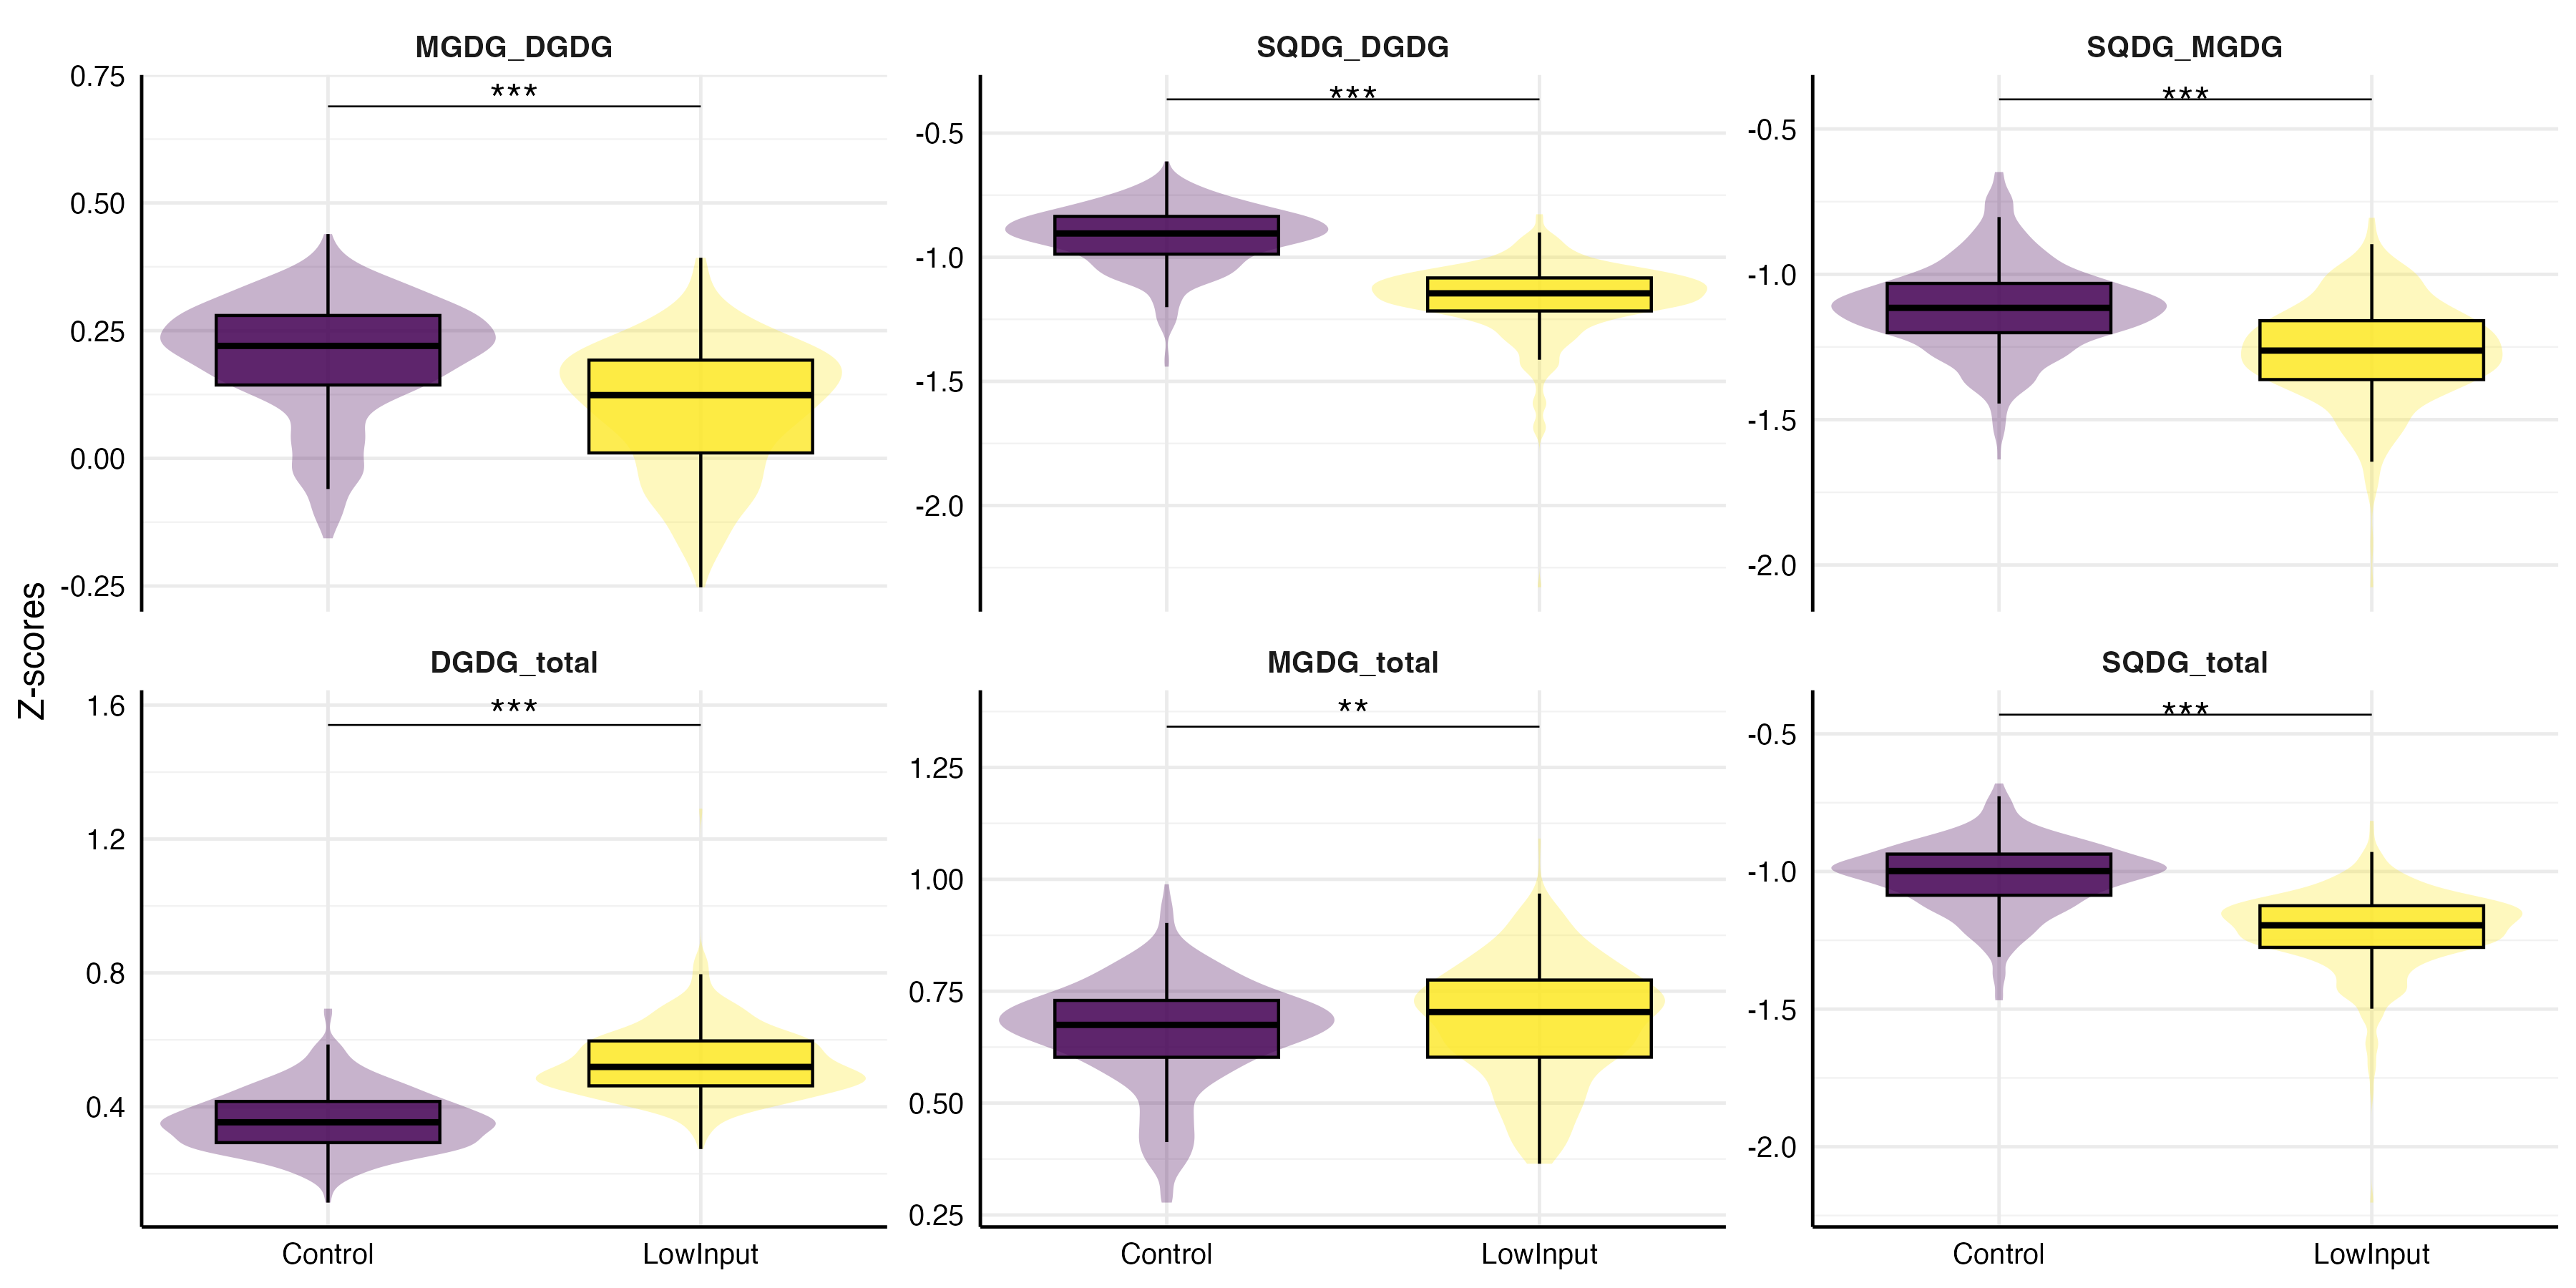 MGDG_DGDG
SQDG_DGDG
SQDG_MGDG
0.75
0.50
0.25
0.00
-0.25
***
-0.5
-1.0
-1.5
-2.0
***
-0.5
-1.0
-1.5
-2.0
***
Z-scores
DGDG_total
MGDG_total
SQDG_total
1.6
1.2
0.8
0.4
***
1.25
1.00
0.75
0.50
0.25
**
-0.5
-1.0
-1.5
-2.0
***
Control
LowInput
Control
LowInput
Control
LowInput